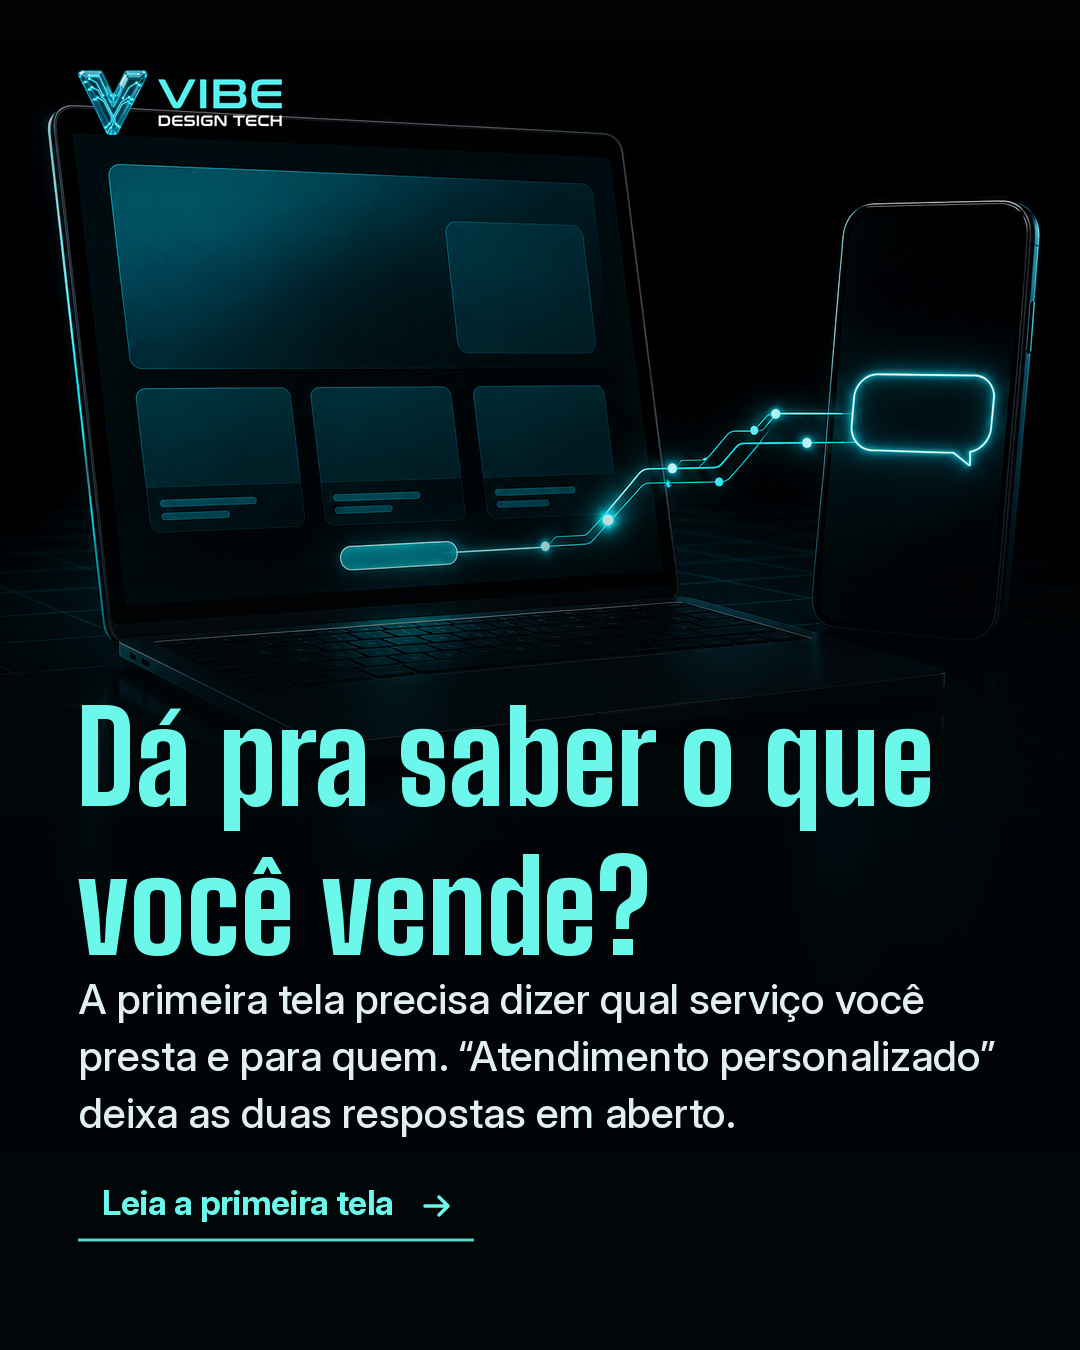 VIBE
DESIGN TECH
Dá pra saber o que
você vende?
A primeira tela precisa dizer qual serviço você
presta e para quem. “Atendimento personalizado”
deixa as duas respostas em aberto.
Leia a primeira tela →